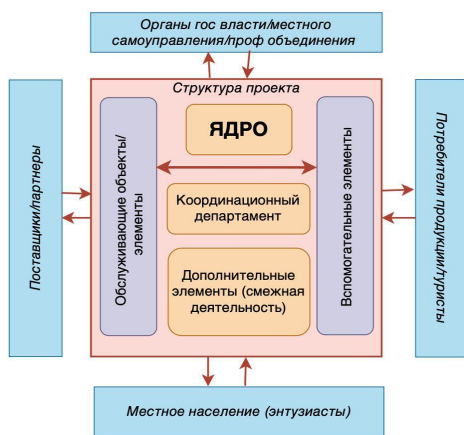 Органы гос власти/местного
самоуправления/проф объединения
Структура проекта
Поставщики/партнеры
Обслуживающие объекты/
элементы
ЯДРО
Координационный
департамент
Дополнительные
элементы (смежная
деятельность)
Вспомогательные элементы
Потребители продукции/туристы
Местное население (энтузиасты)